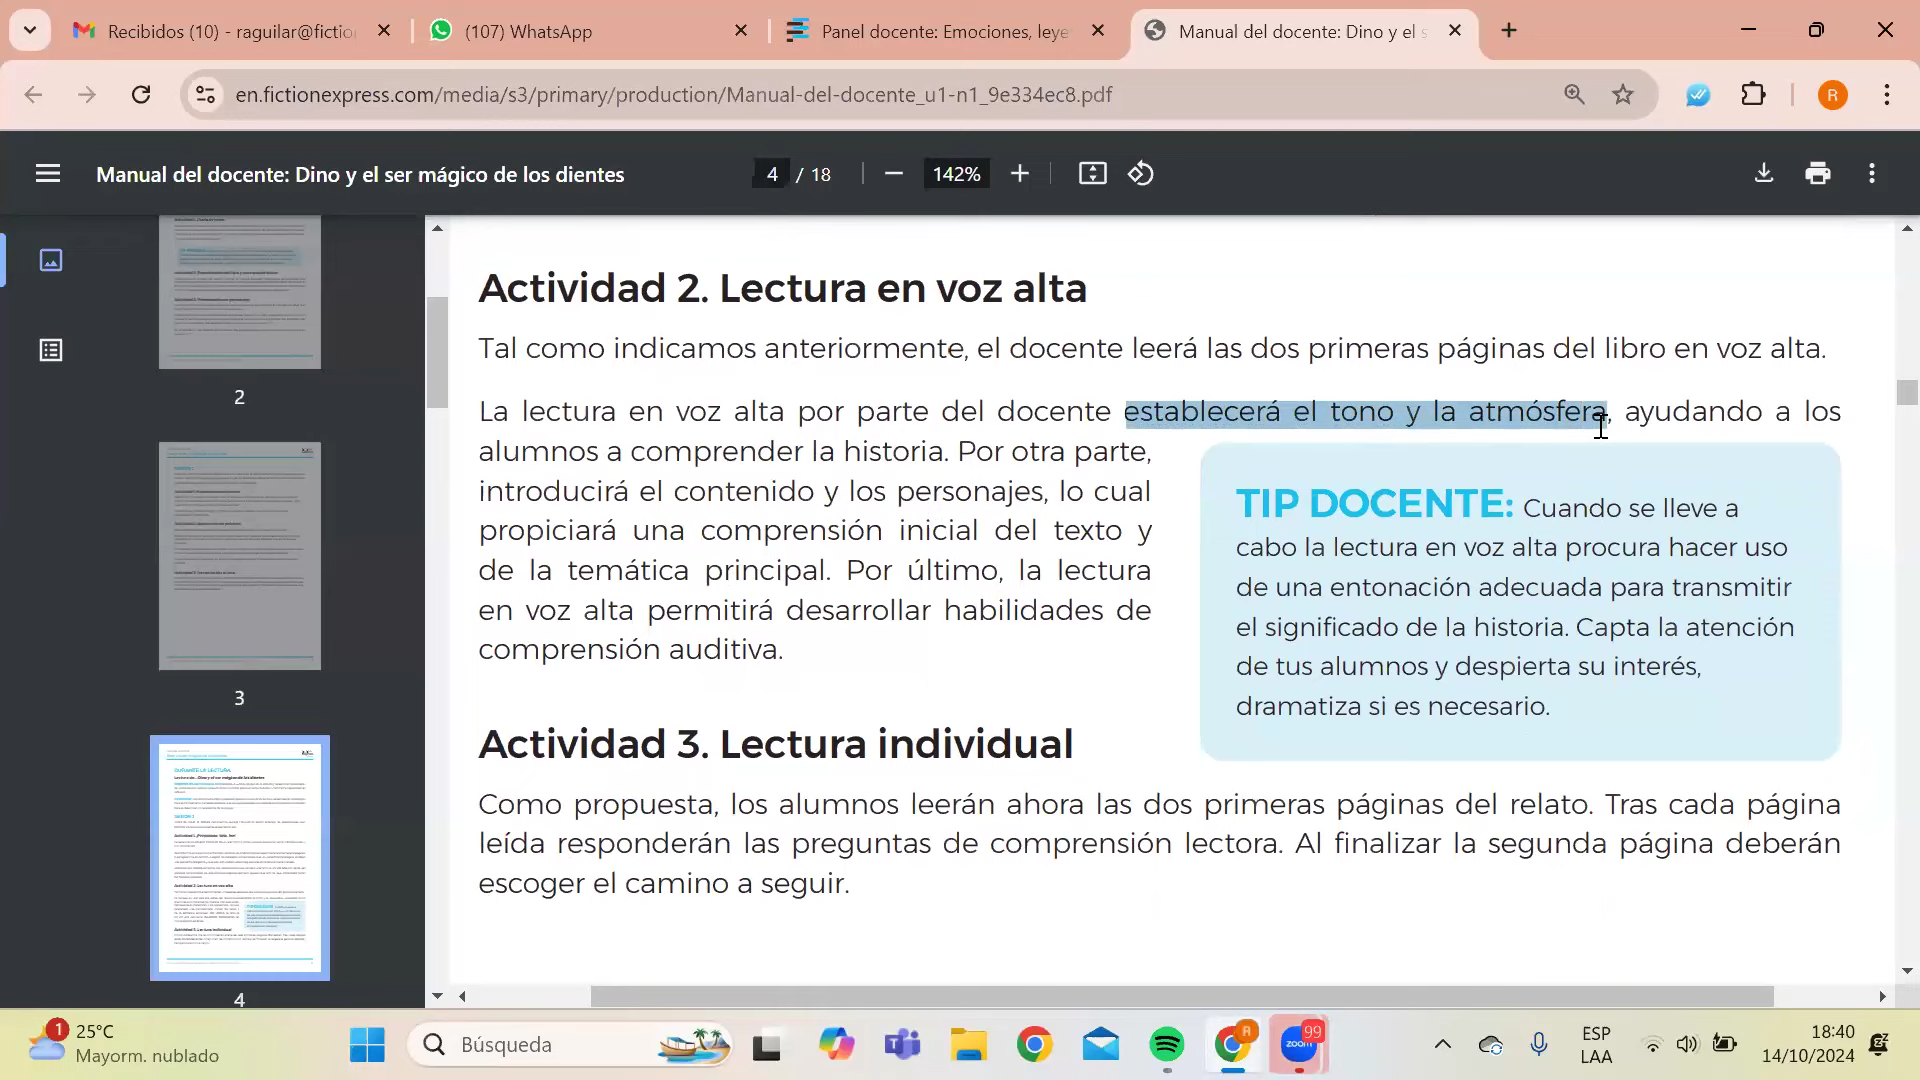 Recibidos (10) - raguilar@fictio
(107) WhatsApp
Panel docente: Emociones, leye
Manual del docente: Dino y el s
en.fictionexpress.com/media/s3/primary/production/Manual-del-docente_u1-n1_9e334ec8.pdf
R
Manual del docente: Dino y el ser mágico de los dientes
4 / 18
142%
2
3
4
Actividad 2. Lectura en voz alta
Tal como indicamos anteriormente, el docente leerá las dos primeras páginas del libro en voz alta.
La lectura en voz alta por parte del docente establecerá el tono y la atmósfera, ayudando a los
alumnos a comprender la historia. Por otra parte,
introducirá el contenido y los personajes, lo cual
propiciará una comprensión inicial del texto y
de la temática principal. Por último, la lectura
en voz alta permitirá desarrollar habilidades de
comprensión auditiva.
TIP DOCENTE: Cuando se lleve a
cabo la lectura en voz alta procura hacer uso
de una entonación adecuada para transmitir
el significado de la historia. Capta la atención
de tus alumnos y despierta su interés,
dramatiza si es necesario.
Actividad 3. Lectura individual
Como propuesta, los alumnos leerán ahora las dos primeras páginas del relato. Tras cada página
leída responderán las preguntas de comprensión lectora. Al finalizar la segunda página deberán
escoger el camino a seguir.
1
25°C
Mayorm. nublado
Búsqueda
R
zoom
99
ESP
LAA
18:40
14/10/2024